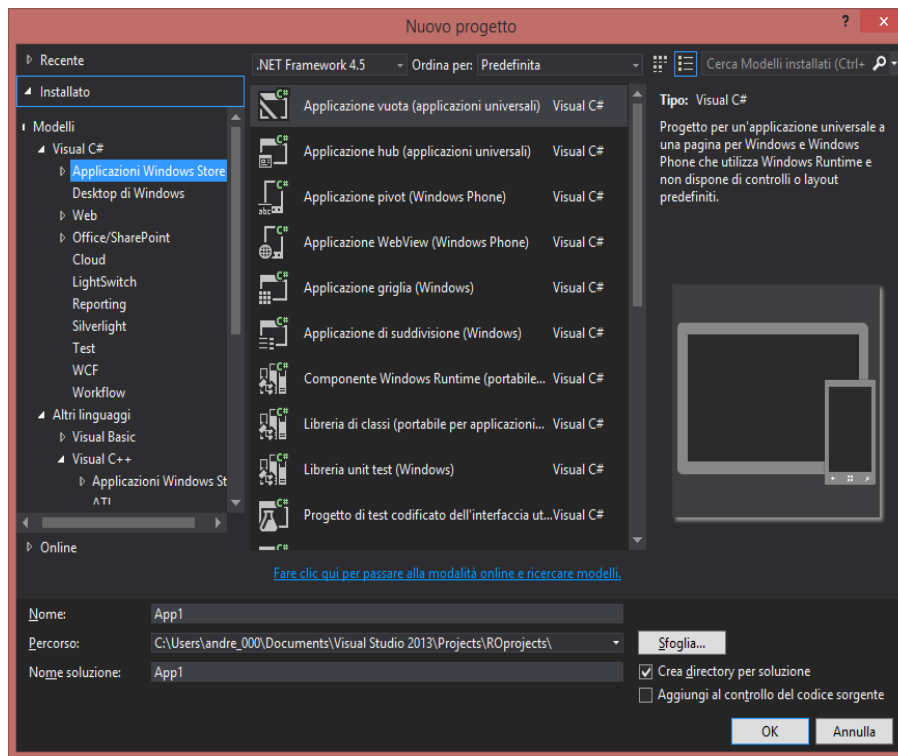 Nuovo progetto
?
Recente
Installato
Modelli
Visual C#
Applicazioni Windows Store
Desktop di Windows
Web
Office/SharePoint
Cloud
LightSwitch
Reporting
Silverlight
Test
WCF
Workflow
Altri linguaggi
Visual Basic
Visual C++
Applicazioni Windows St
ATL
Online
.NET Framework 4.5 Ordina per: Predefinita
Cerca Modelli installati (Ctrl+
Applicazione vuota (applicazioni universali) Visual C#
Applicazione hub (applicazioni universali) Visual C#
Applicazione pivot (Windows Phone) Visual C#
Applicazione WebView (Windows Phone) Visual C#
Applicazione griglia (Windows) Visual C#
Applicazione di suddivisione (Windows) Visual C#
Componente Windows Runtime (portabile... Visual C#
Libreria di classi (portabile per applicazioni... Visual C#
Libreria unit test (Windows) Visual C#
Progetto di test codificato dell'interfaccia ut... Visual C#
Tipo: Visual C#
Progetto per un'applicazione universale a
una pagina per Windows e Windows
Phone che utilizza Windows Runtime e
non dispone di controlli o layout
predefiniti.
Fare clic qui per passare alla modalità online e ricercare modelli.
Nome: App1
Percorso: C:\Users\andre_000\Documents\Visual Studio 2013\Projects\ROprojects\ Sfoglia...
Nome soluzione: App1
Crea directory per soluzione
Aggiungi al controllo del codice sorgente
OK Annulla